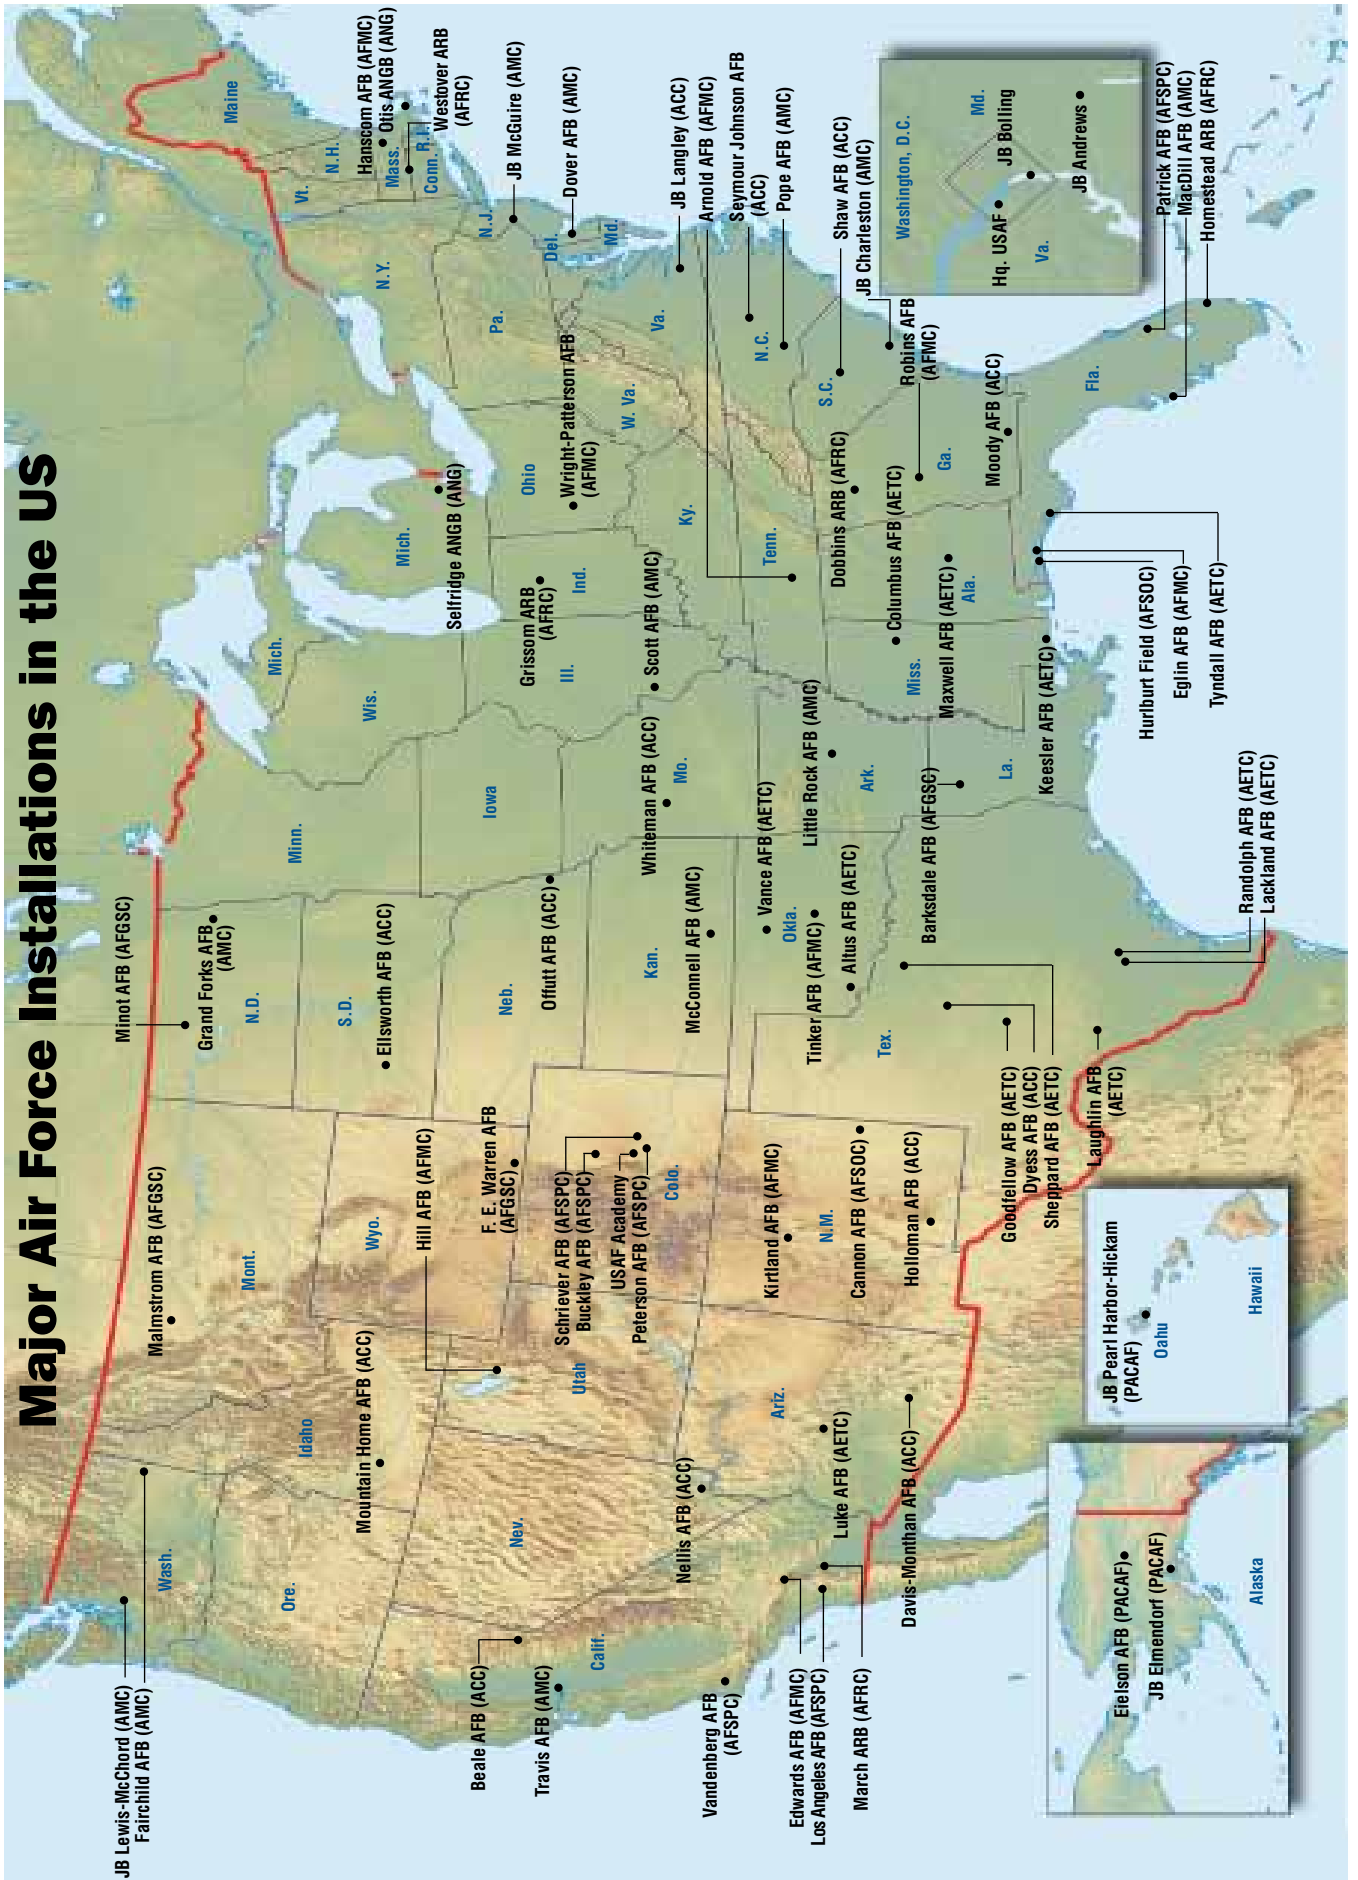 Major Air Force Installations in the US
JB Lewis-McChord (AMC)
Fairchild AFB (AMC)
Wash.
Ore.
Idaho
Mountain Home AFB (ACC)
Malmstrom AFB (AFGSC)
Mont.
Minot AFB (AFGSC)
Grand Forks AFB
(AMC)
N.D.
S.D.
Ellsworth AFB (ACC)
Minn.
Wis.
Mich.
Mich.
Selfridge ANGB (ANG)
Maine
Vt.
N.H.
Hanscom AFB (AFMC)
Otis ANGB (ANG)
Mass.
R.I.
Conn.
Westover ARB
(AFRC)
N.Y.
N.J.
JB McGuire (AMC)
Dover AFB (AMC)
Del.
Md.
Pa.
Beale AFB (ACC)
Travis AFB (AMC)
Calif.
Vandenberg AFB
(AFSPC)
Edwards AFB (AFMC)
Los Angeles AFB (AFSPC)
March ARB (AFRC)
Nev.
Nellis AFB (ACC)
Utah
Hill AFB (AFMC)
Wyo.
F. E. Warren AFB
(AFGSC)
Schriever AFB (AFSPC)
Buckley AFB (AFSPC)
USAF Academy
Peterson AFB (AFSPC)
Colo.
Neb.
Offutt AFB (ACC)
Iowa
Kan.
McConnell AFB (AMC)
Whiteman AFB (ACC)
Mo.
Ill.
Scott AFB (AMC)
Grissom ARB
(AFRC)
Ind.
Ohio
Wright-Patterson AFB
(AFMC)
W. Va.
Va.
Ky.
JB Langley (ACC)
Arnold AFB (AFMC)
Seymour Johnson AFB
(ACC)
Pope AFB (AMC)
N.C.
Tenn.
S.C.
Shaw AFB (ACC)
JB Charleston (AMC)
Ariz.
Luke AFB (AETC)
Davis-Monthan AFB (ACC)
Kirtland AFB (AFMC)
N.M.
Cannon AFB (AFSOC)
Holloman AFB (ACC)
Vance AFB (AETC)
Okla.
Tinker AFB (AFMC)
Altus AFB (AETC)
Tex.
Goodfellow AFB (AETC)
Dyess AFB (ACC)
Sheppard AFB (AETC)
Laughlin AFB
(AETC)
Randolph AFB (AETC)
Lackland AFB (AETC)
Little Rock AFB (AMC)
Ark.
Barksdale AFB (AFGSC)
La.
Miss.
Columbus AFB (AETC)
Keesler AFB (AETC)
Maxwell AFB (AETC)
Ala.
Dobbins ARB (AFRC)
Robins AFB
(AFMC)
Ga.
Moody AFB (ACC)
Hurlburt Field (AFSOC)
Eglin AFB (AFMC)
Tyndall AFB (AETC)
Fla.
Patrick AFB (AFSPC)
MacDill AFB (AMC)
Homestead ARB (AFRC)
Washington, D.C.
Md.
Hq. USAF
JB Bolling
Va.
JB Andrews
Eielson AFB (PACAF)
JB Elmendorf (PACAF)
Alaska
JB Pearl Harbor-Hickam
(PACAF)
Oahu
Hawaii